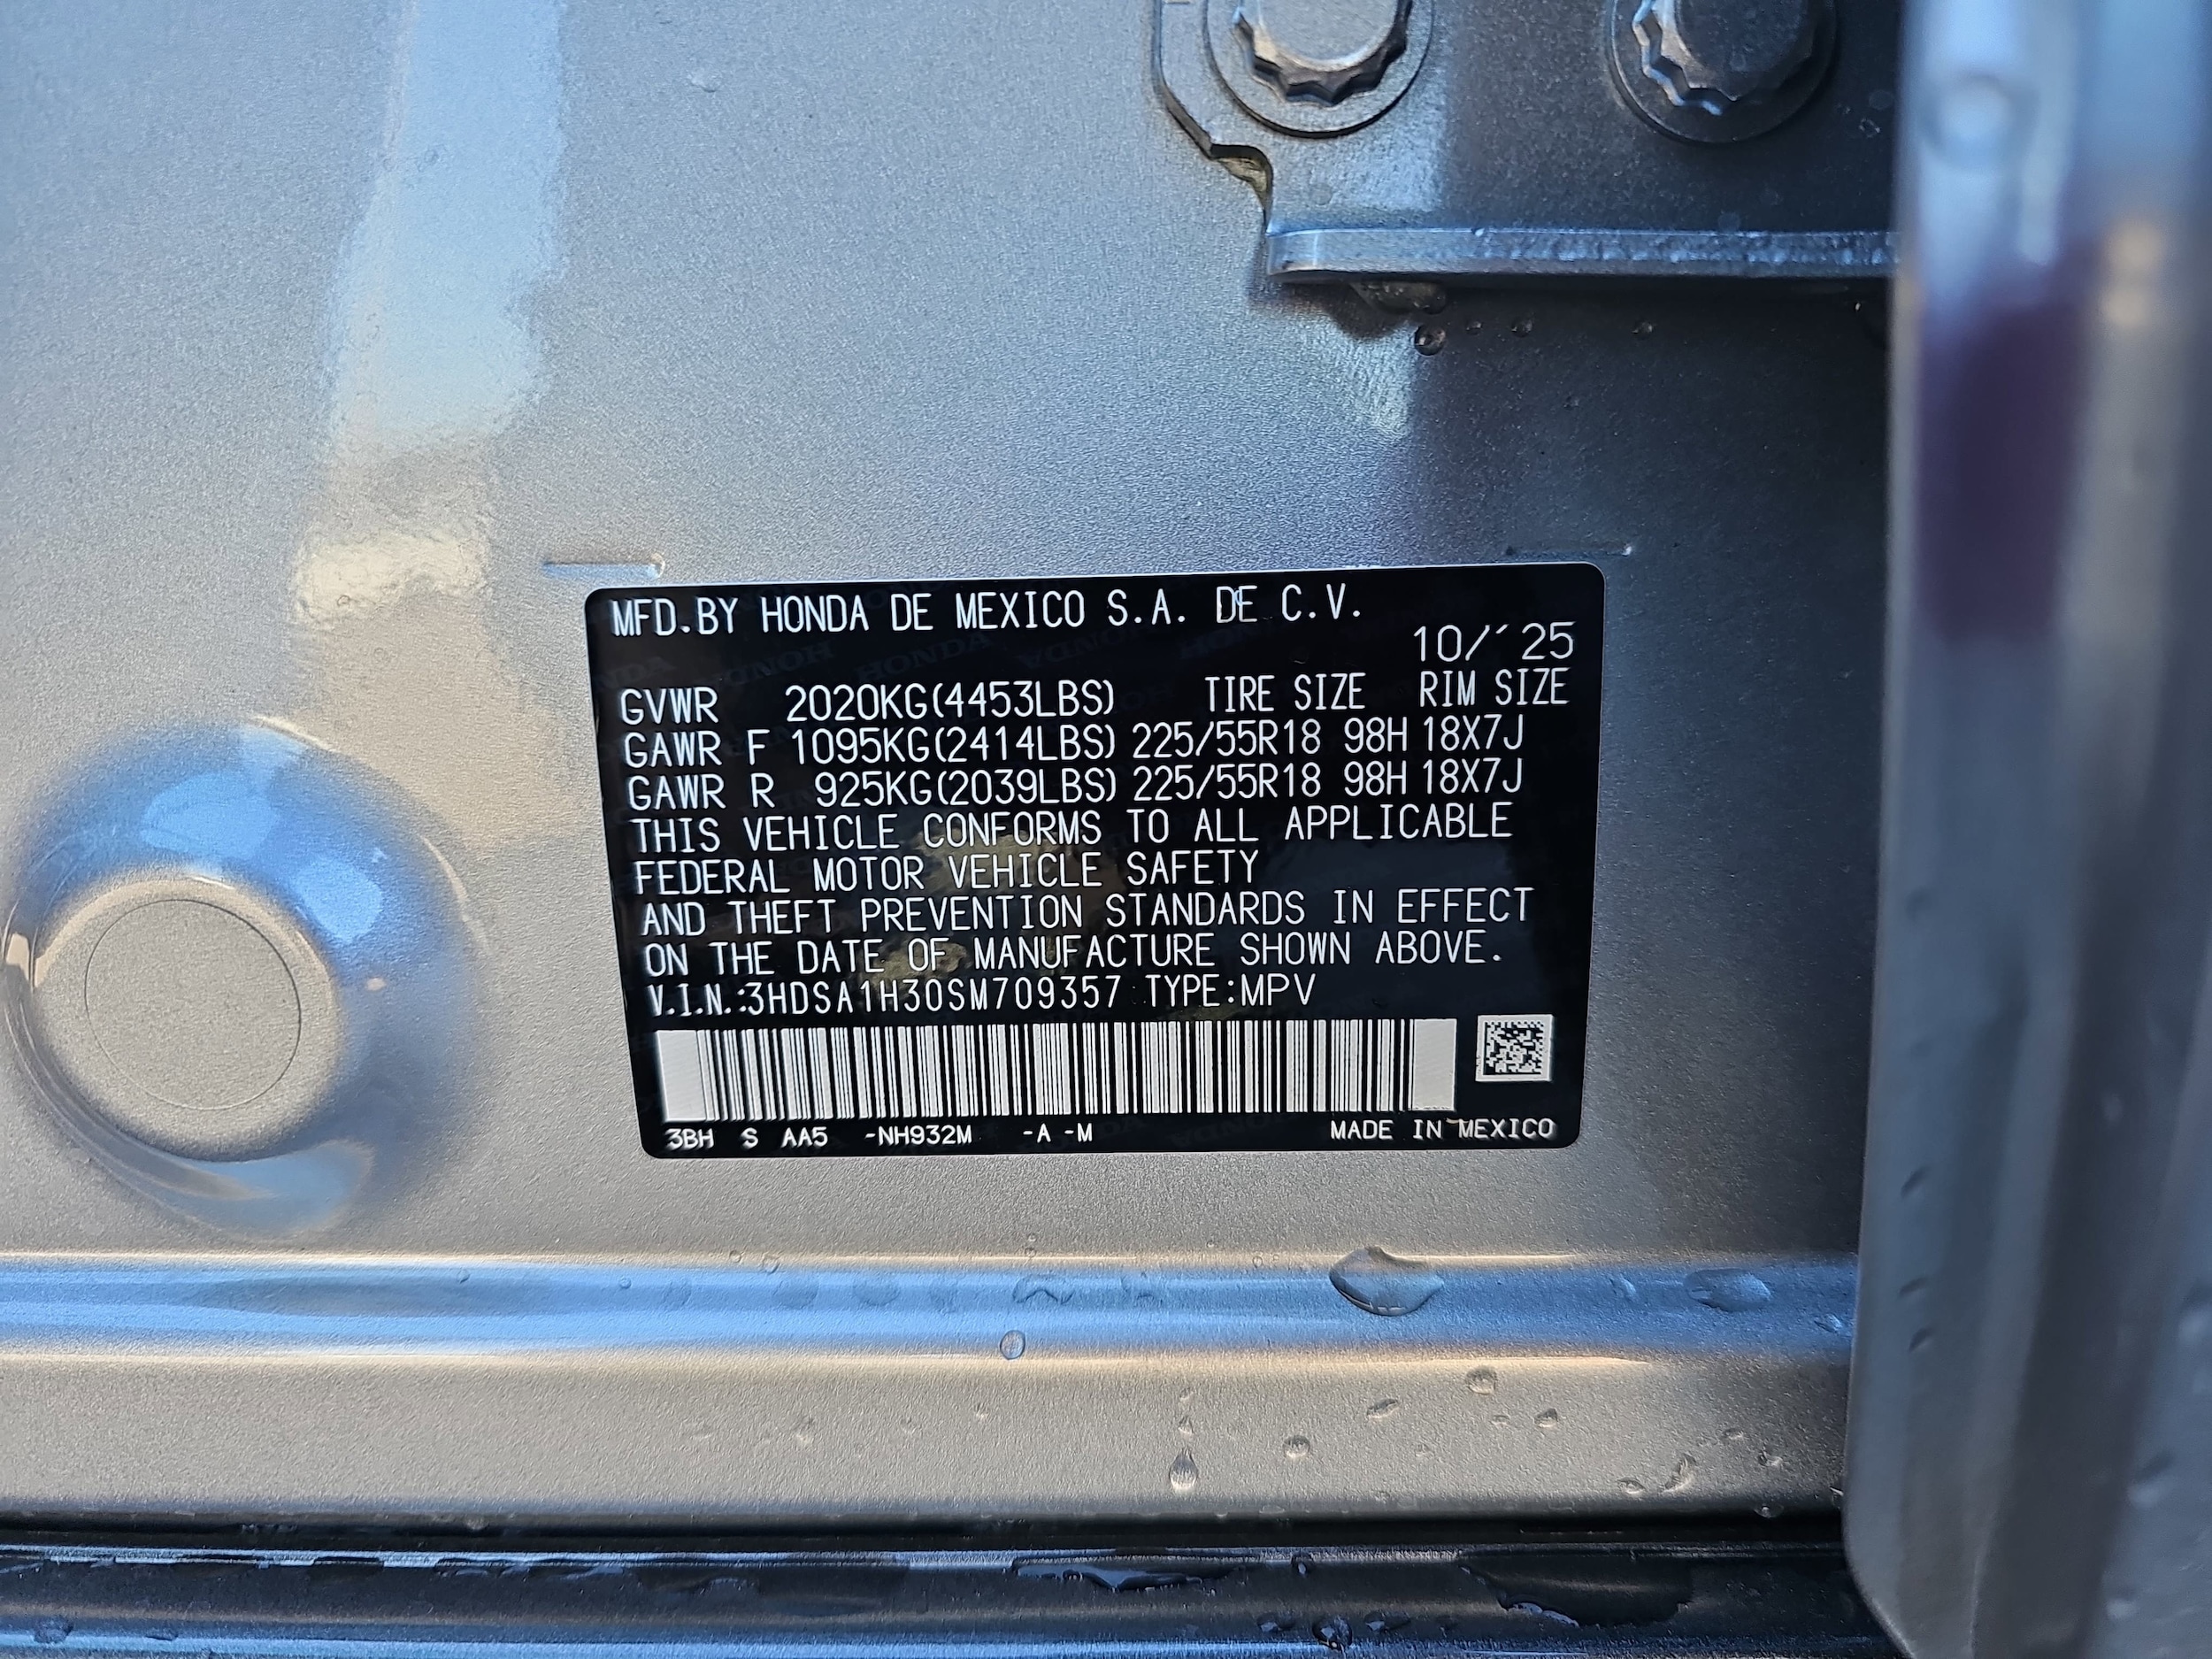 MFD.BY HONDA DE MEXICO S.A. DE C.V.
10/´25
GVWR 2020KG(4453LBS) TIRE SIZE RIM SIZE
GAWR F 1095KG(2414LBS) 225/55R18 98H 18X7J
GAWR R 925KG(2039LBS) 225/55R18 98H 18X7J
THIS VEHICLE CONFORMS TO ALL APPLICABLE
FEDERAL MOTOR VEHICLE SAFETY
AND THEFT PREVENTION STANDARDS IN EFFECT
ON THE DATE OF MANUFACTURE SHOWN ABOVE.
V.I.N.:3HDSA1H30SM709357 TYPE:MPV
3BH S AA5 -NH932M -A -M MADE IN MEXICO